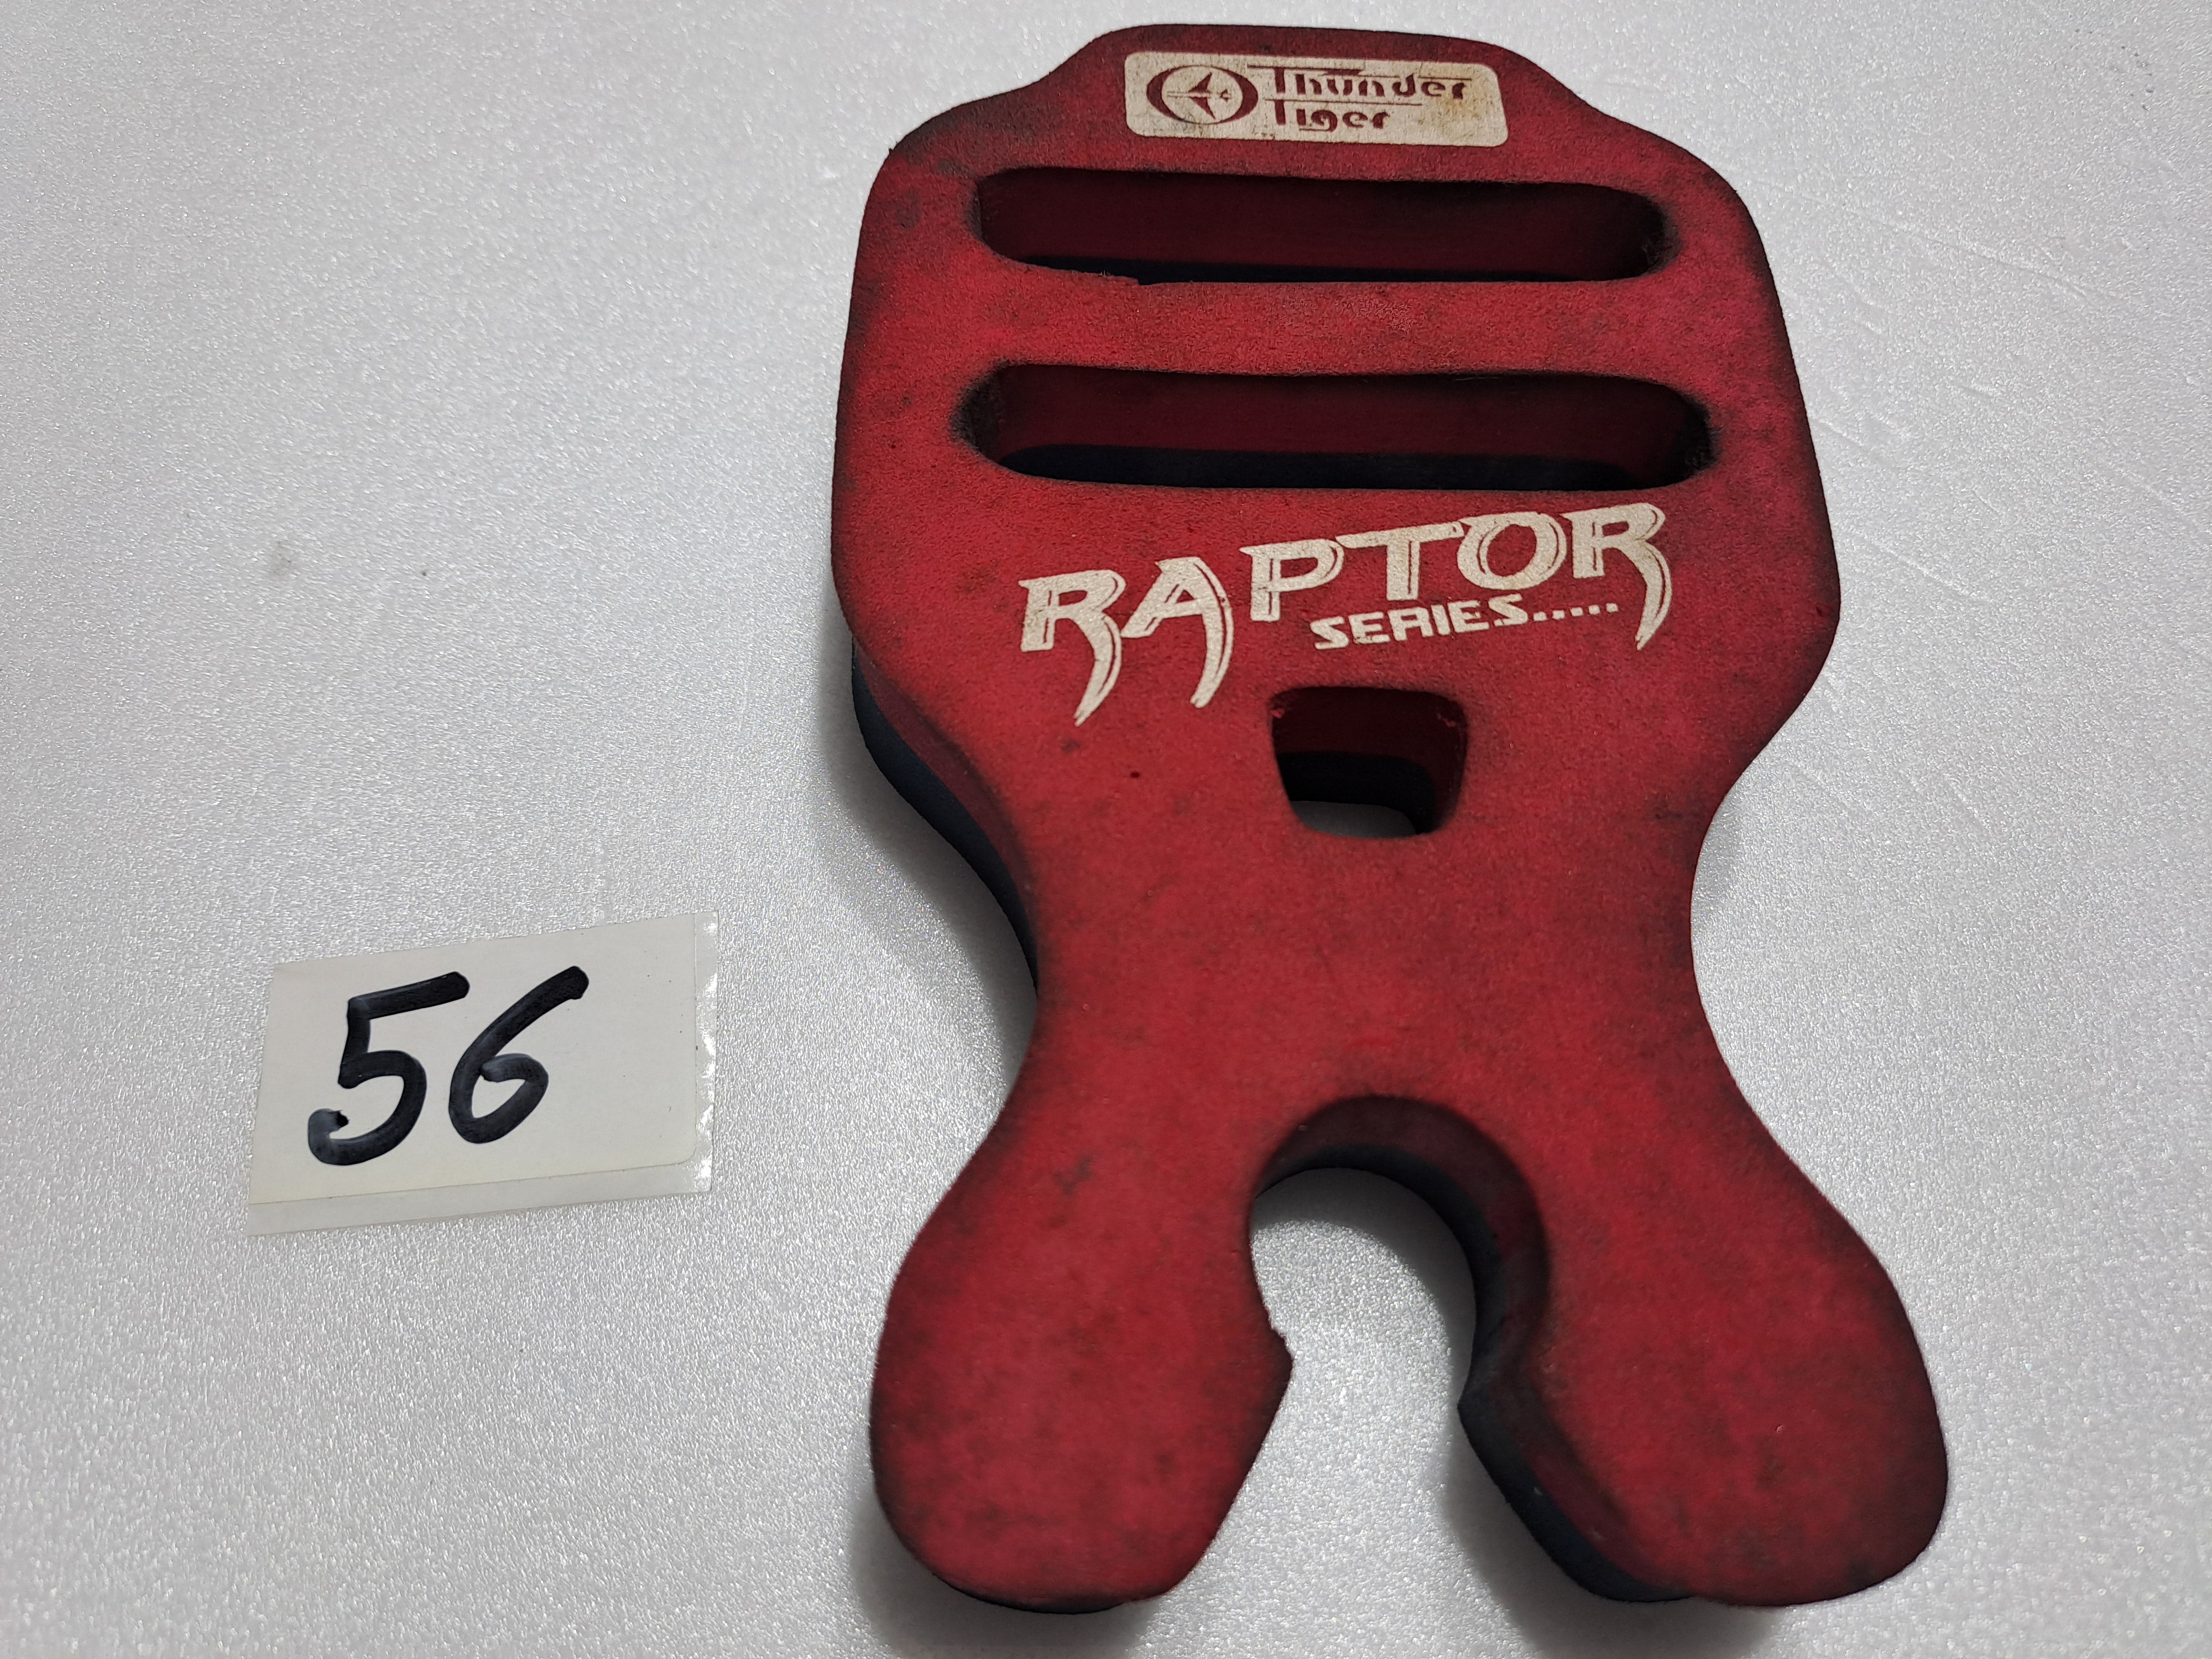 Thunder
Tiger
RAPTOR
SERIES.....
56